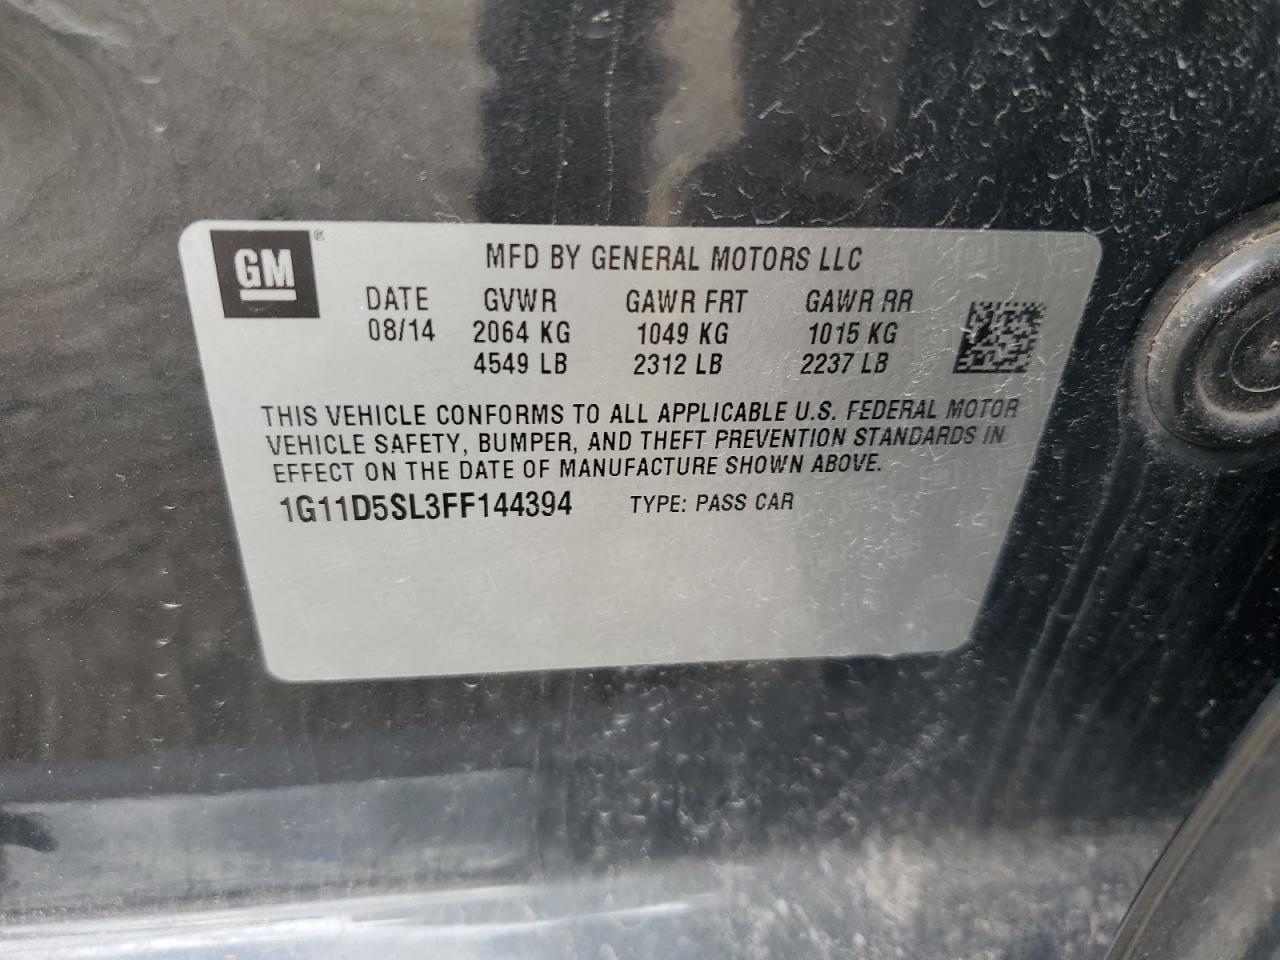 GM
MFD BY GENERAL MOTORS LLC
DATE GVWR GAWR FRT GAWR RR
08/14 2064 KG 1049 KG 1015 KG
4549 LB 2312 LB 2237 LB
THIS VEHICLE CONFORMS TO ALL APPLICABLE U.S. FEDERAL MOTOR
VEHICLE SAFETY, BUMPER, AND THEFT PREVENTION STANDARDS IN
EFFECT ON THE DATE OF MANUFACTURE SHOWN ABOVE.
1G11D5SL3FF144394 TYPE: PASS CAR